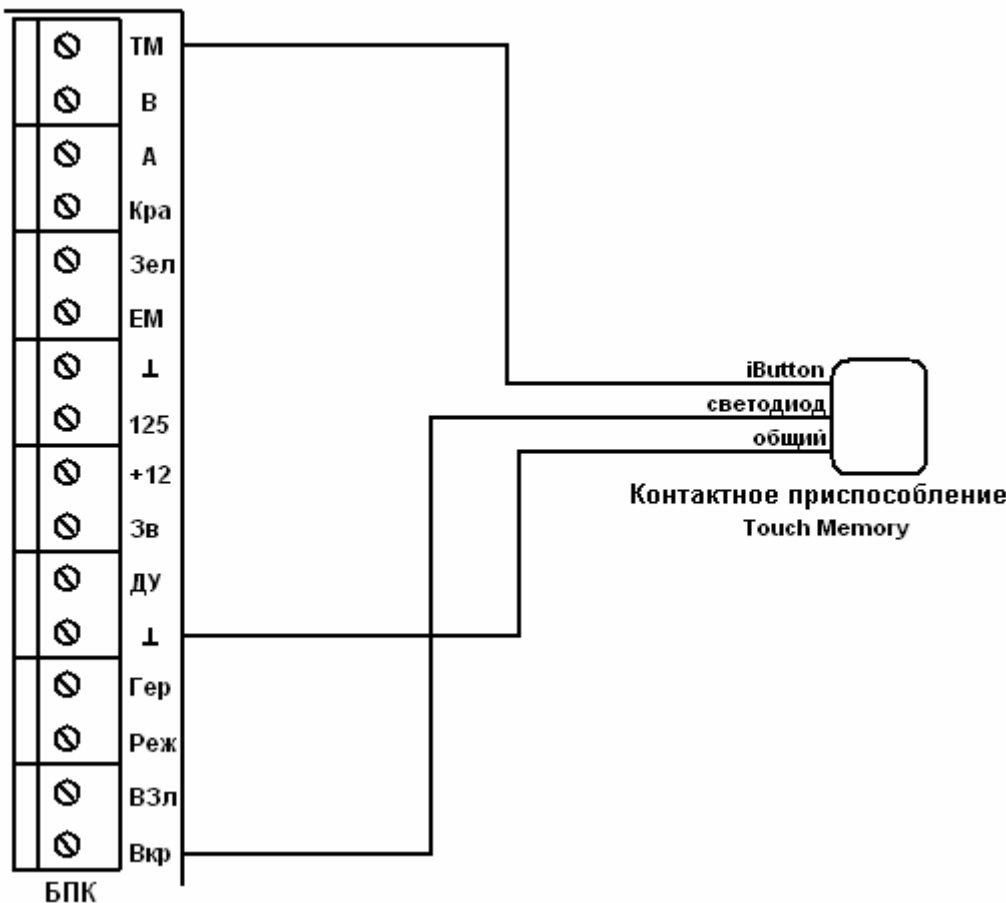 ТМ
В
А
Кра
Зел
ЕМ
⊥
125
+12
Зв
ДУ
⊥
Гер
Реж
ВЗл
Вкр
БПК
iButton
светодиод
общий
Контактное приспособление
Touch Memory